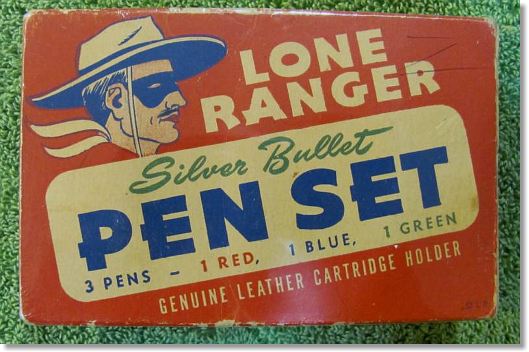 LONE
RANGER
Silver Bullet
PEN SET
3 PENS - 1 RED, 1 BLUE, 1 GREEN
GENUINE LEATHER CARTRIDGE HOLDER